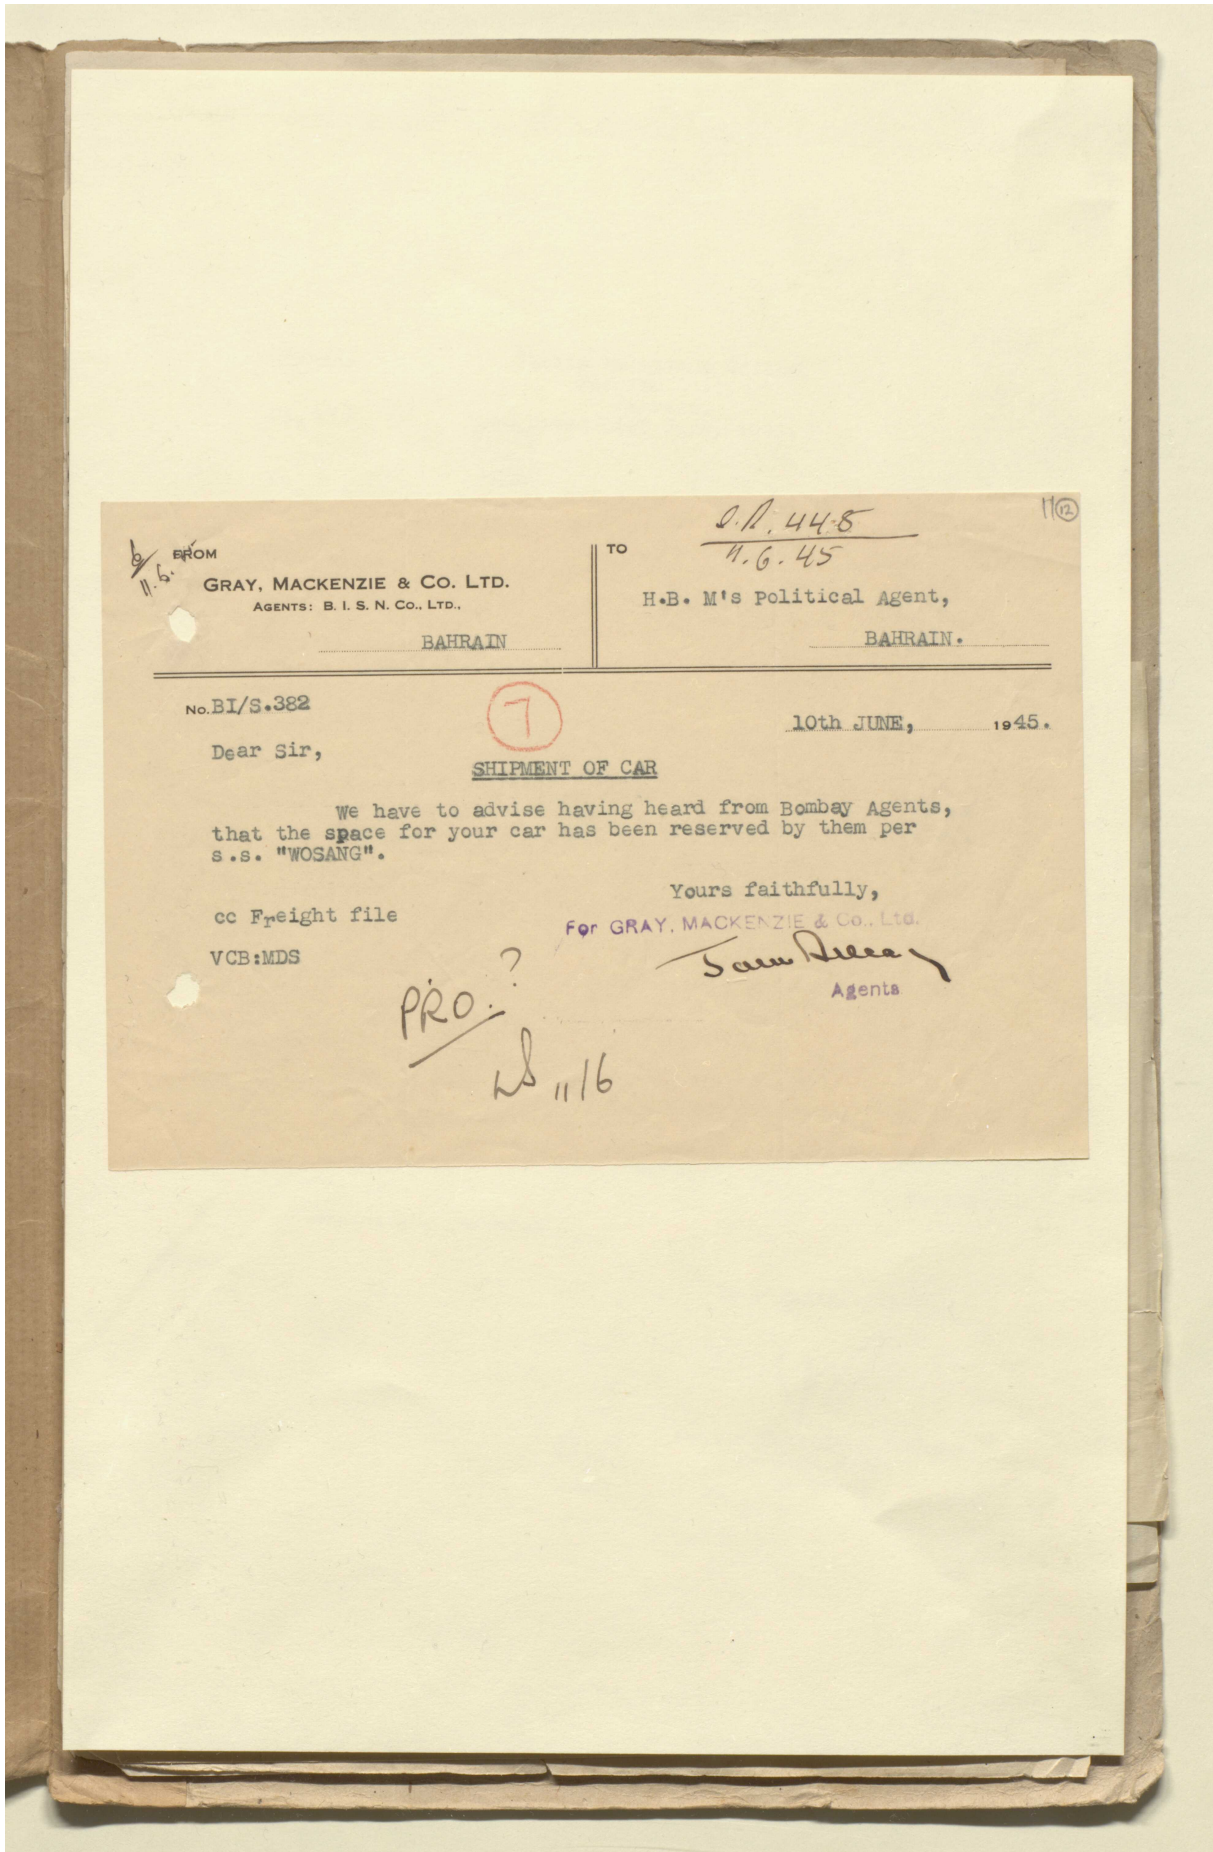 11 12
448
11.6.45
6
11.6.
FROM
GRAY, MACKENZIE & CO. LTD.
AGENTS: B. I. S. N. CO., LTD.,
BAHRAIN
TO
H.B. M's Political Agent,
BAHRAIN.
No. BI/S.382
7
10th JUNE, 1945.
Dear Sir,
SHIPMENT OF CAR
We have to advise having heard from Bombay Agents,
that the space for your car has been reserved by them per
s.s. "WOSANG".
Yours faithfully,
cc Freight file
For GRAY, MACKENZIE & Co., Ltd.
VCB:MDS
Agents
PRO.?
11/6